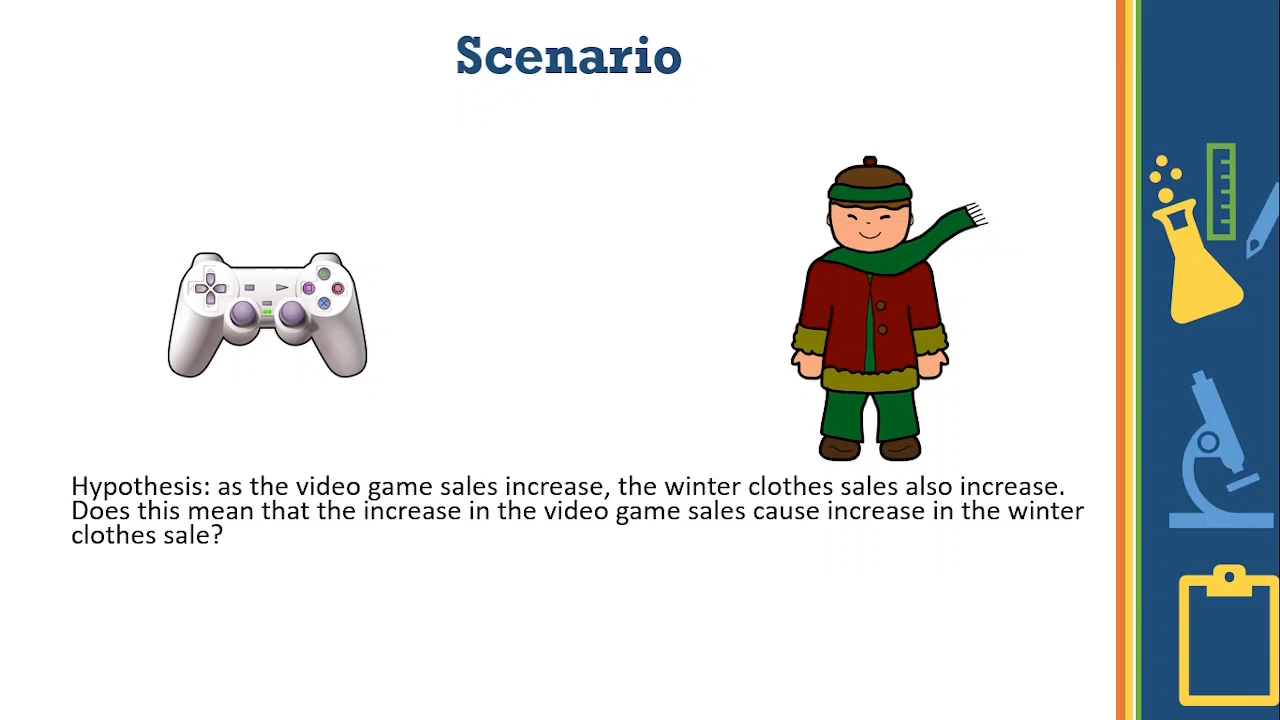 Scenario
Hypothesis: as the video game sales increase, the winter clothes sales also increase.
Does this mean that the increase in the video game sales cause increase in the winter
clothes sale?